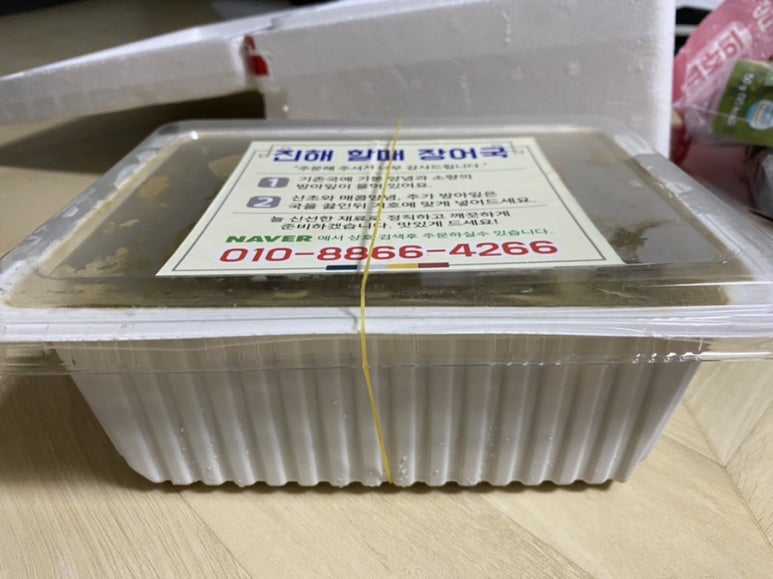 진해 할매 장어국
"주문해 주셔서 너무 감사드립니다."
1 기존국에 기본 양념과 소량의
방아잎이 들어 있어요.
2 산초와 매콤양념, 추가 방아잎은
국을 끓인뒤 기호에 맞게 넣어드세요.
늘 신선한 재료로 정직하고 깨끗하게
준비하겠습니다. 맛있게 드세요!
NAVER 에서 상호 검색후 주문하실수 있습니다.
010-8866-4266